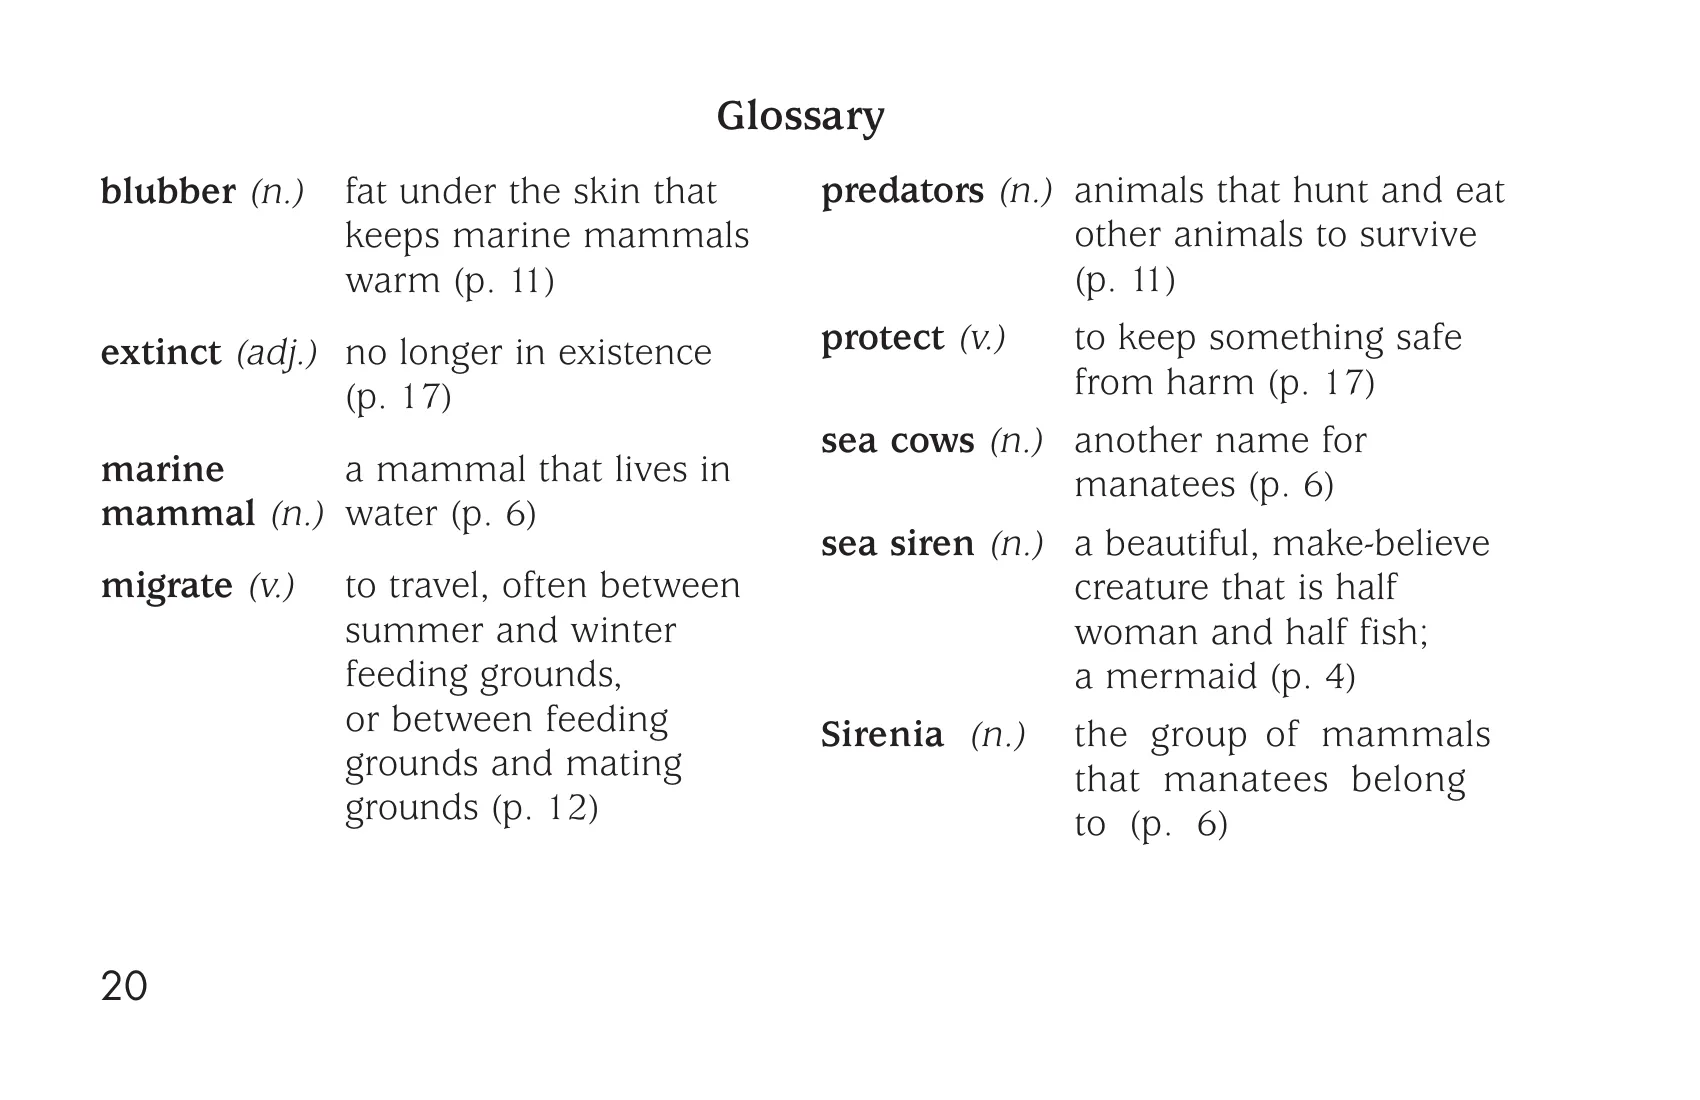 Glossary
blubber (n.) fat under the skin that
keeps marine mammals
warm (p. 11)
extinct (adj.) no longer in existence
(p. 17)
marine a mammal that lives in
mammal (n.) water (p. 6)
migrate (v.) to travel, often between
summer and winter
feeding grounds,
or between feeding
grounds and mating
grounds (p. 12)
predators (n.) animals that hunt and eat
other animals to survive
(p. 11)
protect (v.) to keep something safe
from harm (p. 17)
sea cows (n.) another name for
manatees (p. 6)
sea siren (n.) a beautiful, make-believe
creature that is half
woman and half fish;
a mermaid (p. 4)
Sirenia (n.) the group of mammals
that manatees belong
to (p. 6)
20